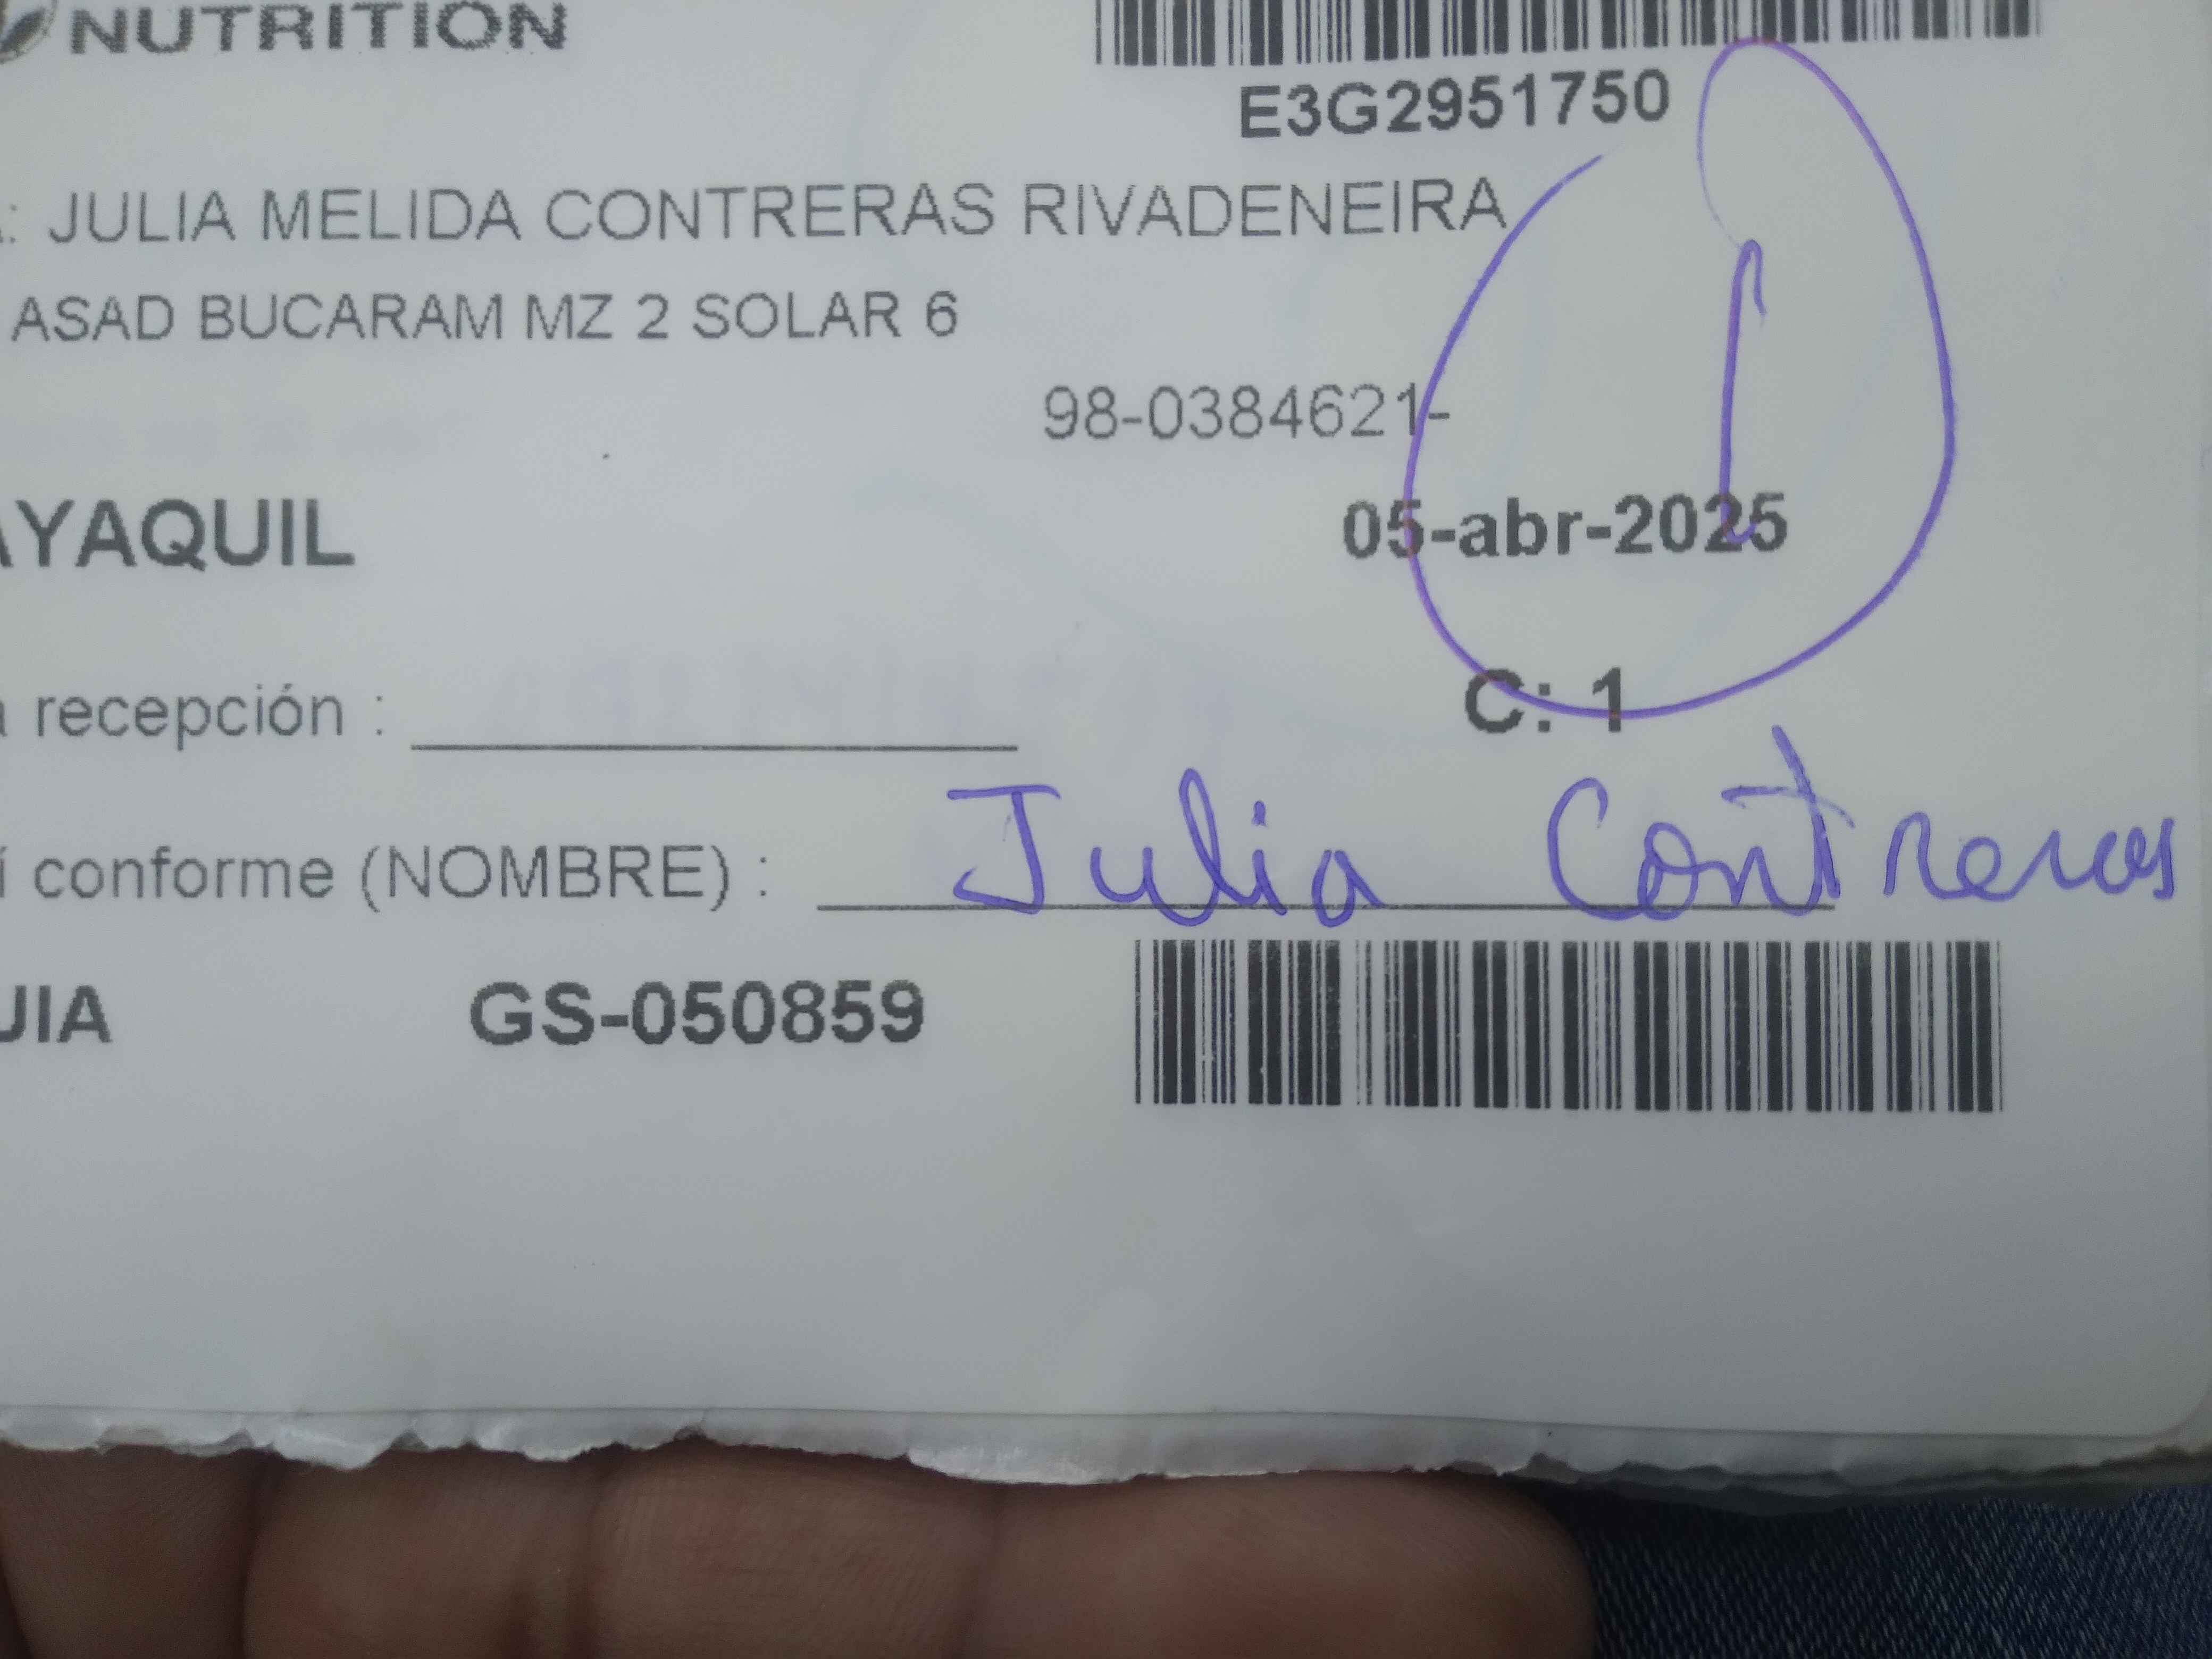 NUTRITION
E3G2951750
: JULIA MELIDA CONTRERAS RIVADENEIRA
ASAD BUCARAM MZ 2 SOLAR 6
98-0384621-
AYAQUIL
05-abr-2025
a recepción :
C: 1
í conforme (NOMBRE) : Julia Contreras
UIA GS-050859